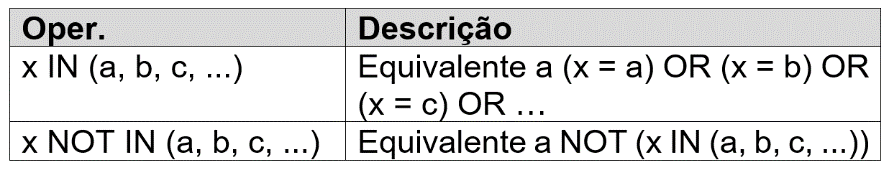 Oper. Descrição
x IN (a, b, c, ...) Equivalente a (x = a) OR (x = b) OR
(x = c) OR …
x NOT IN (a, b, c, ...) Equivalente a NOT (x IN (a, b, c, ...))